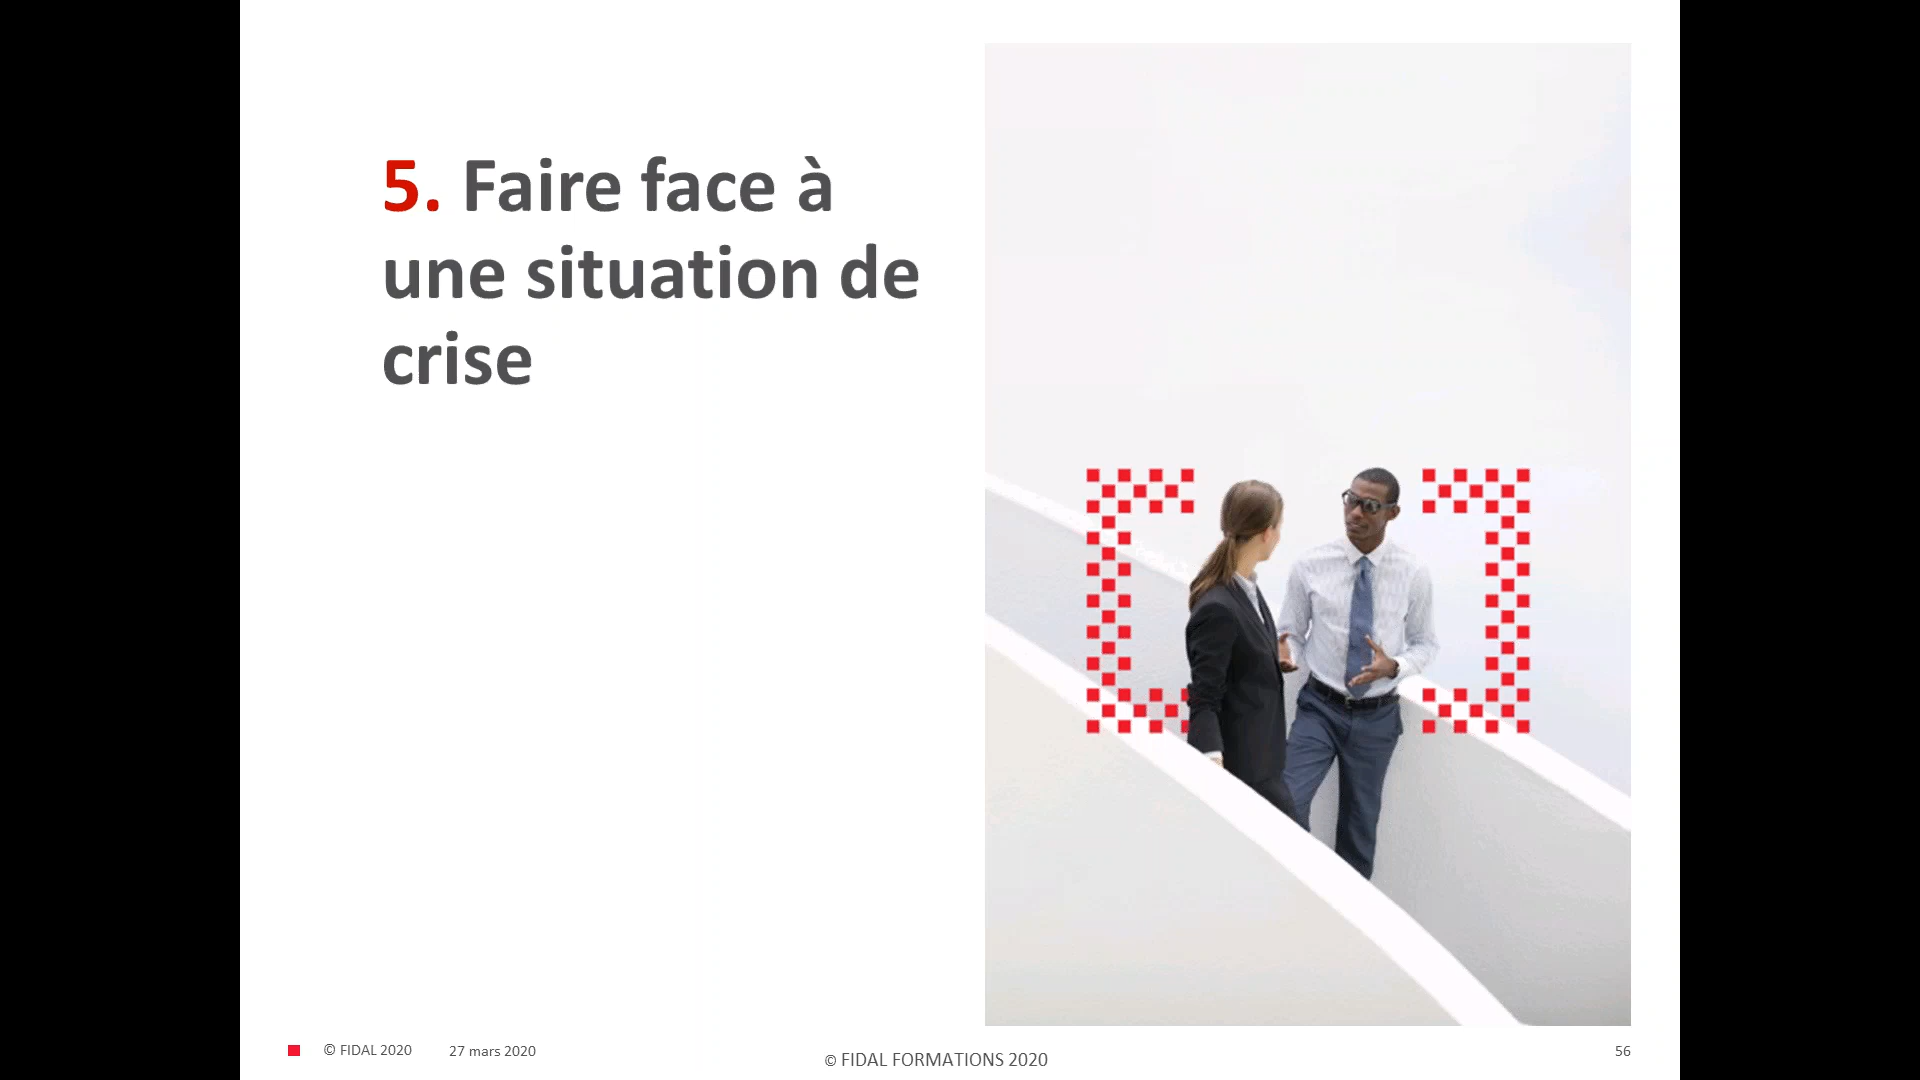 5. Faire face à
une situation de
crise
© FIDAL 2020
27 mars 2020
© FIDAL FORMATIONS 2020
56